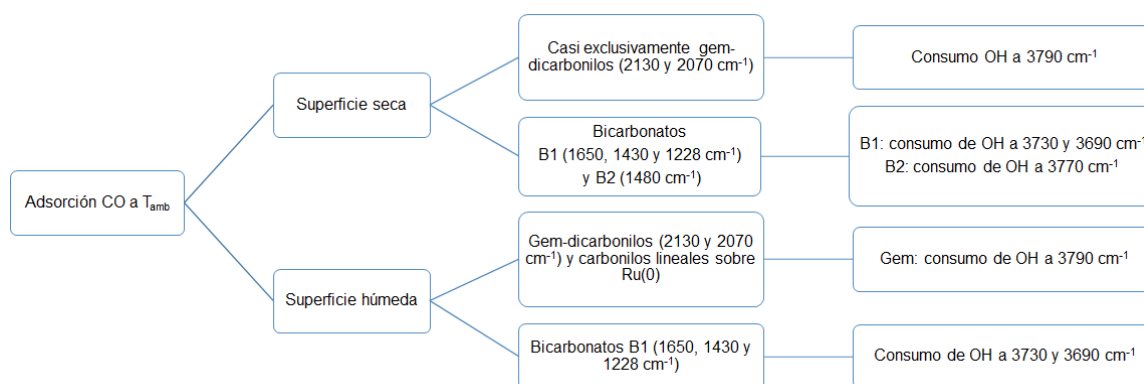 Adsorción CO a Tamb
Superficie seca
Casi exclusivamente gem-
dicarbonilos (2130 y 2070 cm-1)
Consumo OH a 3790 cm-1
Bicarbonatos
B1 (1650, 1430 y 1228 cm-1)
y B2 (1480 cm-1)
B1: consumo de OH a 3730 y 3690 cm-1
B2: consumo de OH a 3770 cm-1
Superficie húmeda
Gem-dicarbonilos (2130 y 2070
cm-1) y carbonilos lineales sobre
Ru(0)
Gem: consumo de OH a 3790 cm-1
Bicarbonatos B1 (1650, 1430 y
1228 cm-1)
Consumo de OH a 3730 y 3690 cm-1